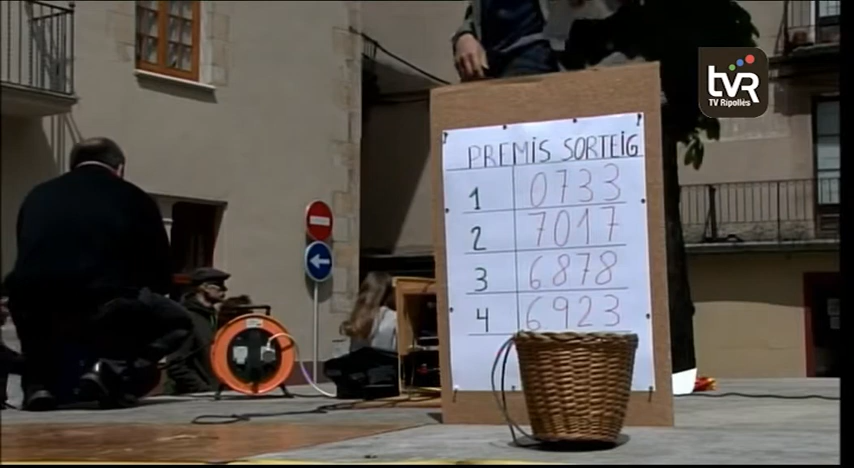 tvR
TV Ripollès
PREMIS SORTEIG
1 0733
2 7017
3 6878
4 6923